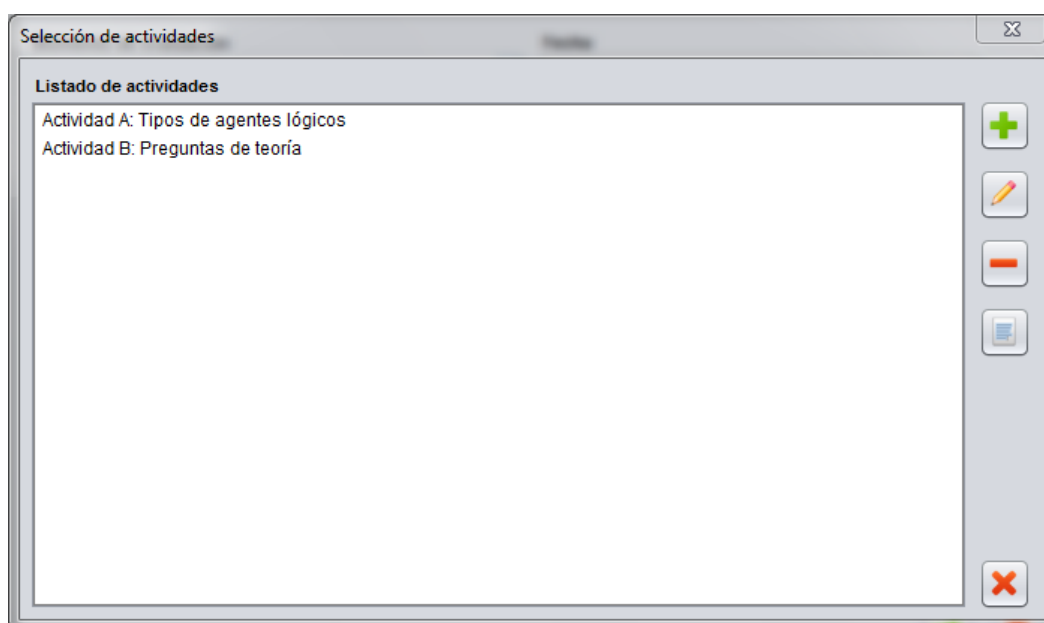 Selección de actividades
Listado de actividades
Actividad A: Tipos de agentes lógicos
Actividad B: Preguntas de teoría